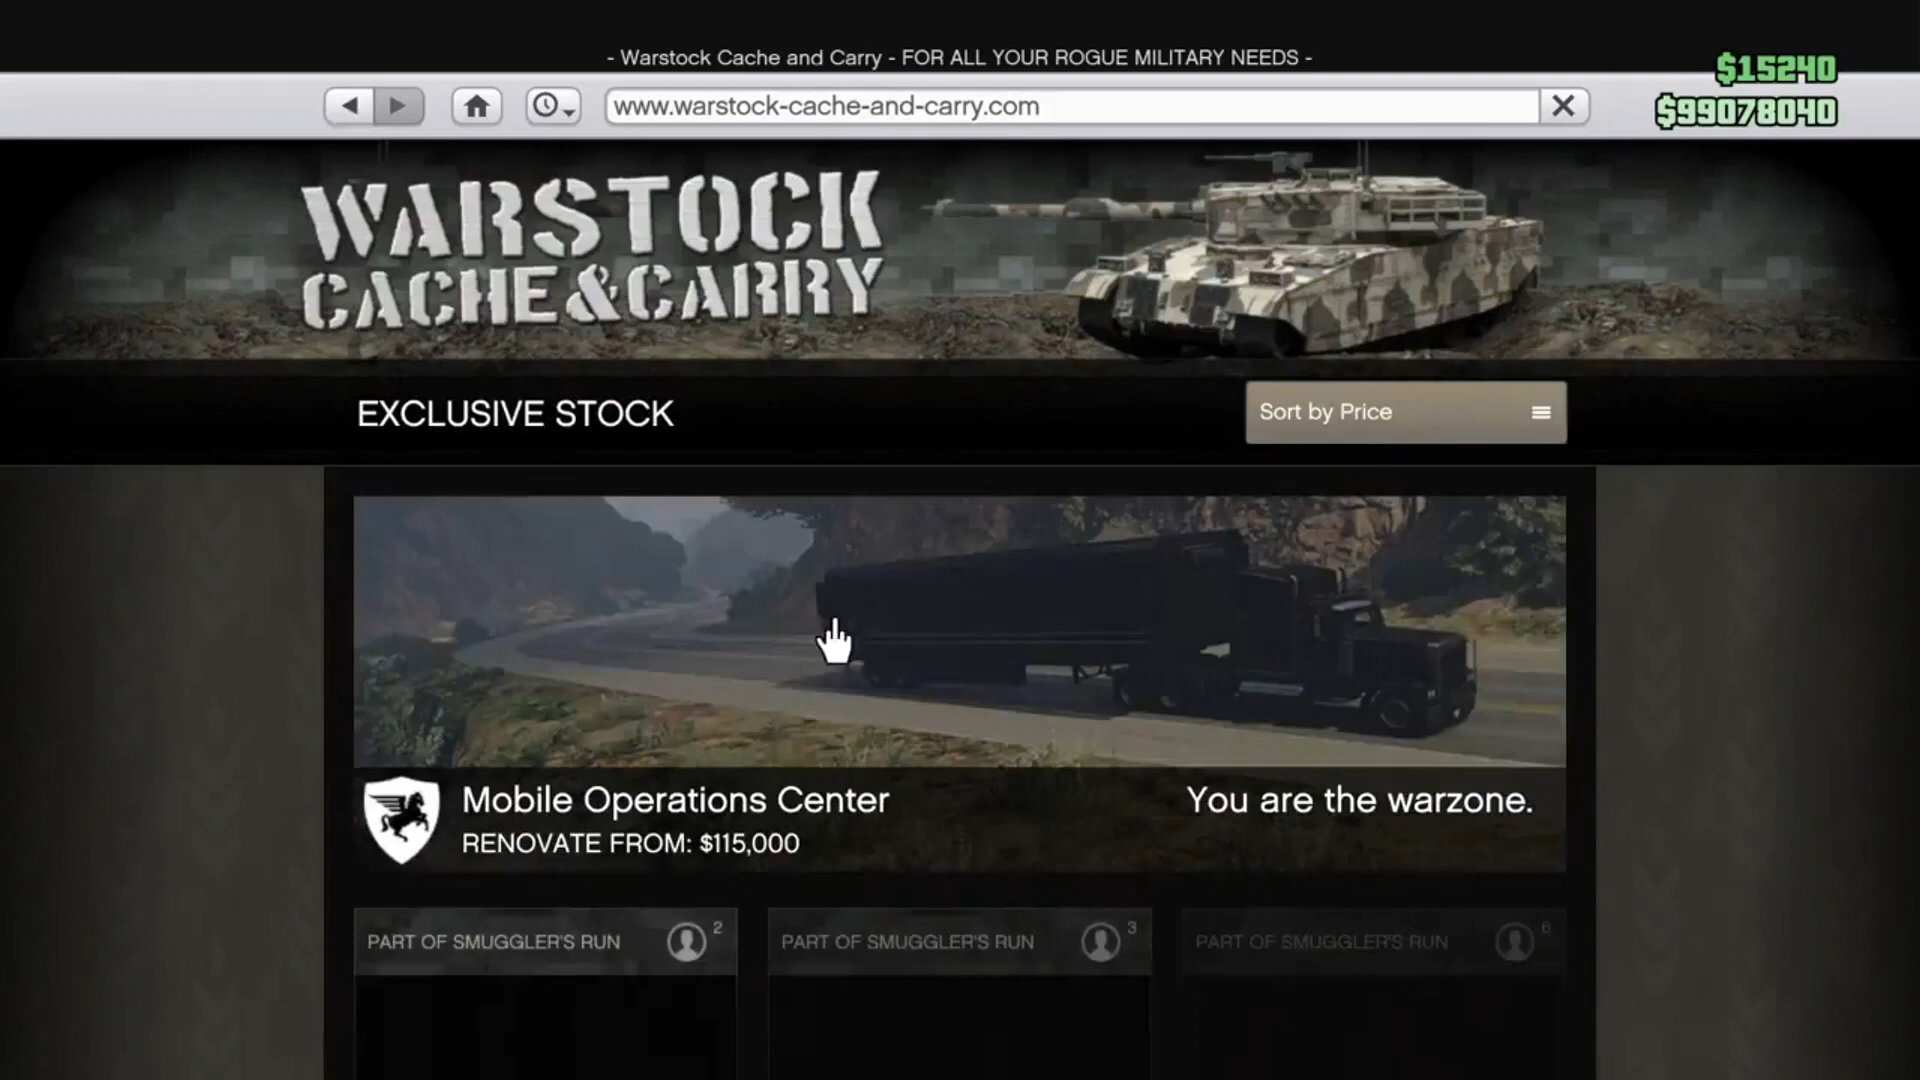 - Warstock Cache and Carry - FOR ALL YOUR ROGUE MILITARY NEEDS -
$15240
www.warstock-cache-and-carry.com
$99078040
WARSTOCK
CACHE & CARRY
EXCLUSIVE STOCK
Sort by Price
Mobile Operations Center
You are the warzone.
RENOVATE FROM: $115,000
PART OF SMUGGLER'S RUN 2
PART OF SMUGGLER'S RUN 3
PART OF SMUGGLER'S RUN 6